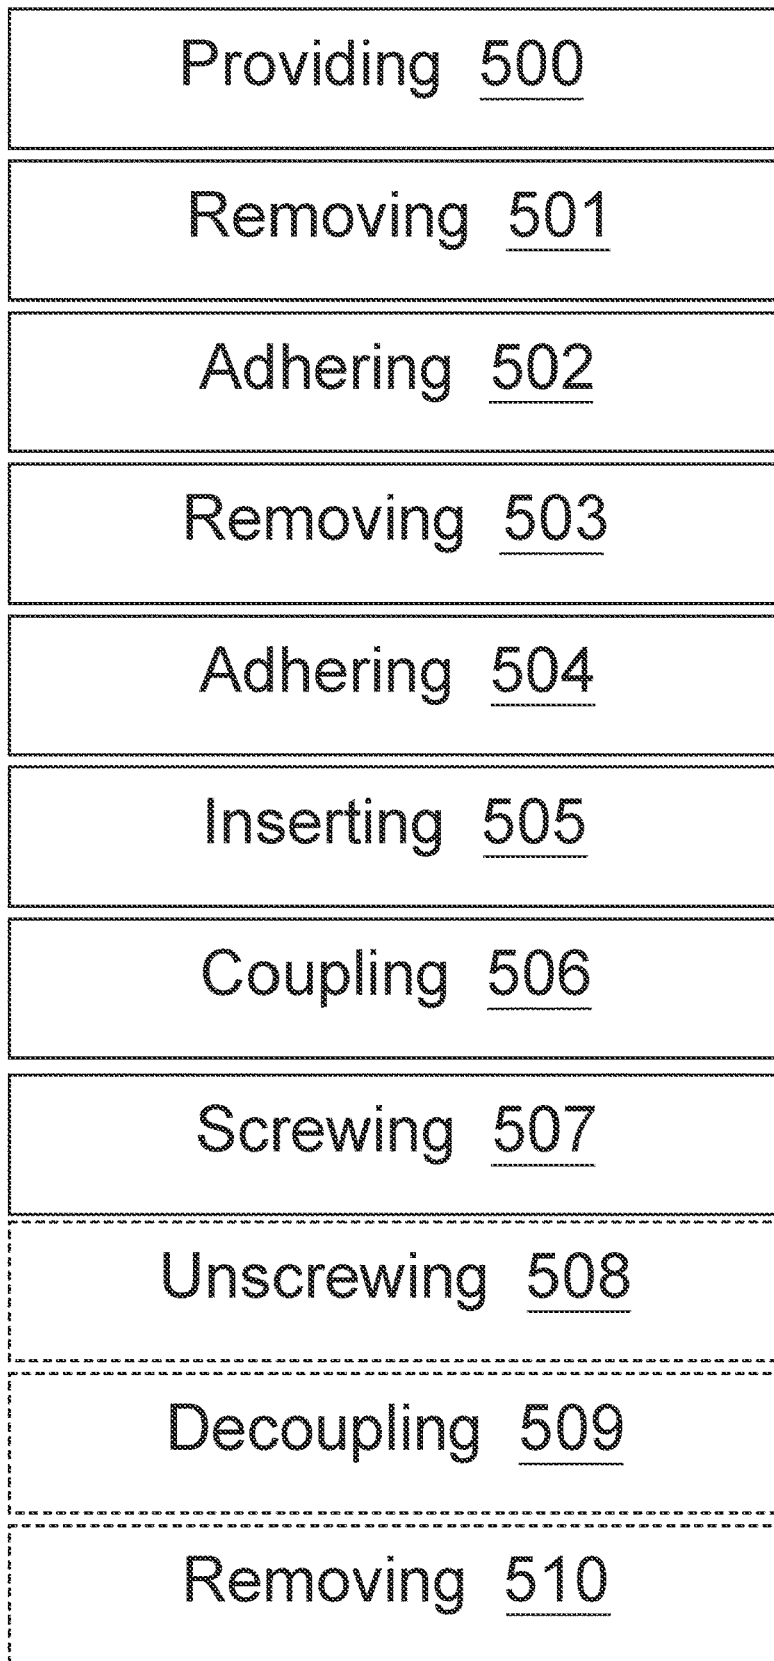 Providing 500
Removing 501
Adhering 502
Removing 503
Adhering 504
Inserting 505
Coupling 506
Screwing 507
Unscrewing 508
Decoupling 509
Removing 510